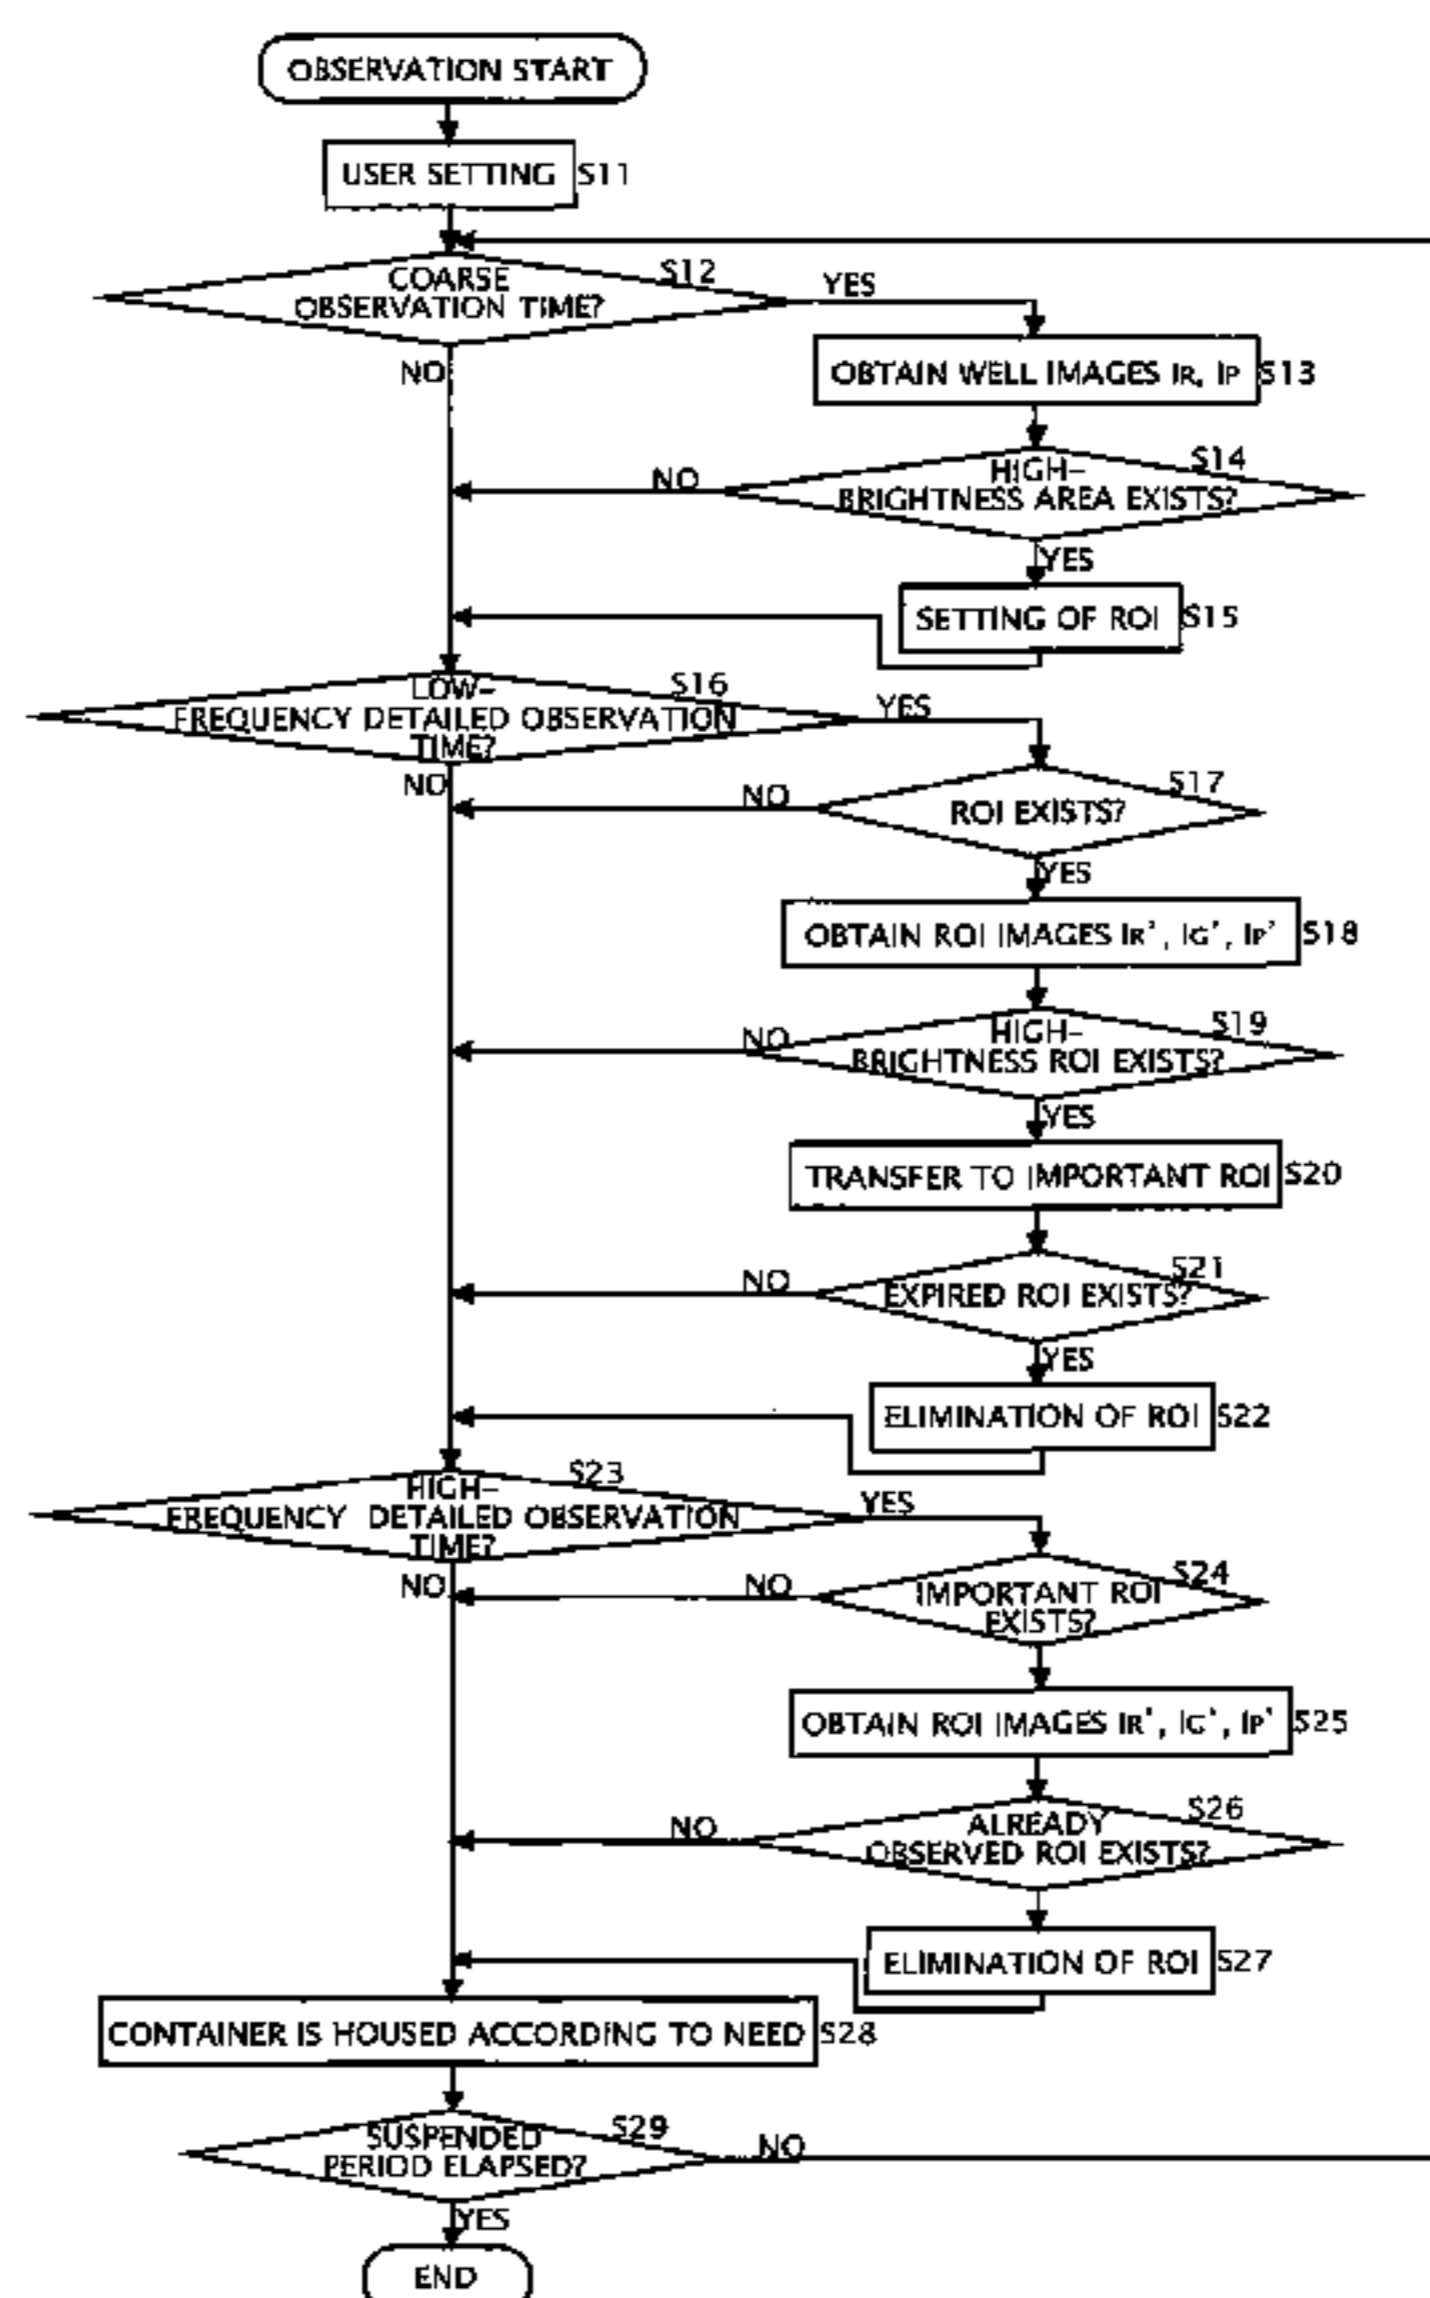 OBSERVATION START
USER SETTING S11
COARSE S12
OBSERVATION TIME?
YES
NO
OBTAIN WELL IMAGES IR, IP S13
HIGH- S14
BRIGHTNESS AREA EXISTS?
NO
YES
SETTING OF ROI S15
LOW- S16
FREQUENCY DETAILED OBSERVATION
TIME?
YES
NO
ROI EXISTS? S17
NO
YES
OBTAIN ROI IMAGES IR', IG', IP' S18
HIGH- S19
BRIGHTNESS ROI EXISTS?
NO
YES
TRANSFER TO IMPORTANT ROI S20
EXPIRED ROI EXISTS? S21
NO
YES
ELIMINATION OF ROI S22
HIGH- S23
FREQUENCY DETAILED OBSERVATION
TIME?
YES
NO
IMPORTANT ROI S24
EXISTS?
NO
OBTAIN ROI IMAGES IR', IG', IP' S25
ALREADY S26
OBSERVED ROI EXISTS?
NO
ELIMINATION OF ROI S27
CONTAINER IS HOUSED ACCORDING TO NEED S28
SUSPENDED S29
PERIOD ELAPSED?
NO
YES
END